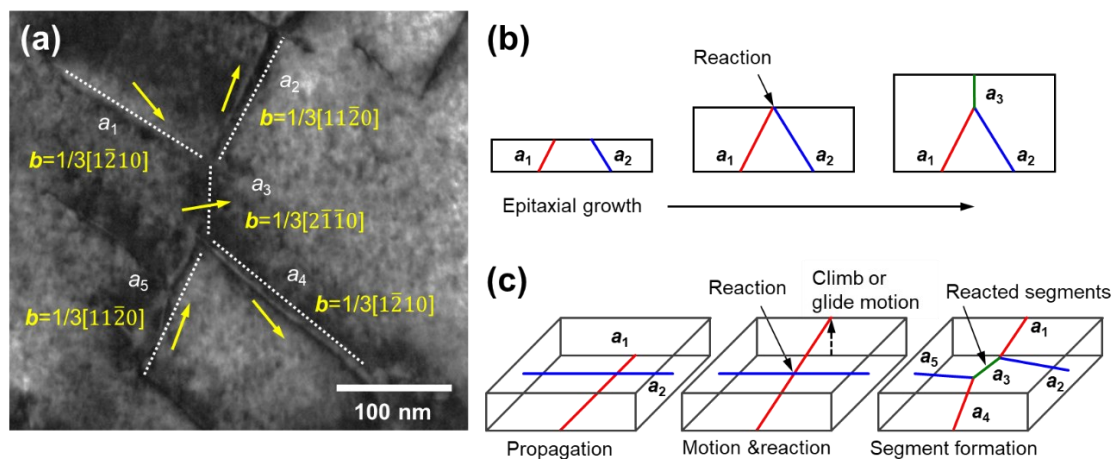 (a)
a₂
b=1/3[112̄0]
a₁
b=1/3[12̄10]
a₃
b=1/3[21̄1̄0]
a₅
a₄
b=1/3[112̄0]
b=1/3[12̄10]
100 nm
(b)
Reaction
a₁ a₂
a₁ a₂
a₃
a₁ a₂
Epitaxial growth
(c)
Reaction
Climb or
glide motion
Reacted segments
a₁
a₂
a₁
a₅
a₃
a₂
a₄
Propagation
Motion &reaction
Segment formation